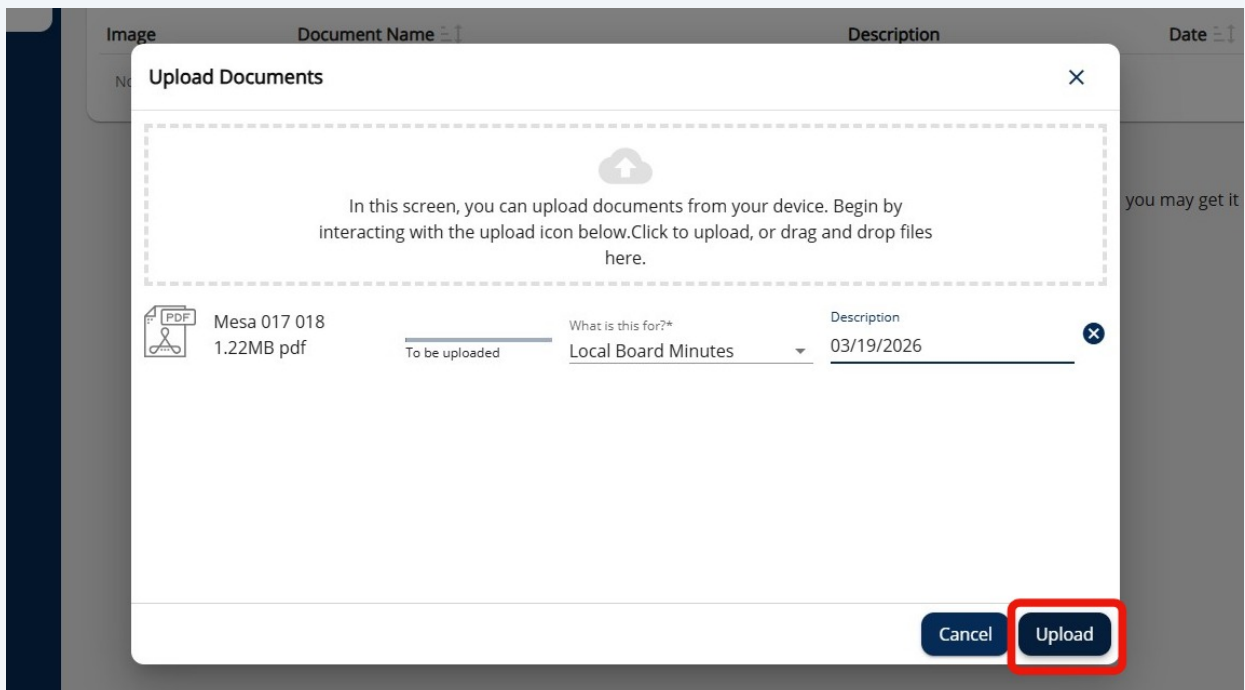 Image Document Name Description Date
Upload Documents
In this screen, you can upload documents from your device. Begin by
interacting with the upload icon below.Click to upload, or drag and drop files
here.
you may get it
PDF
Mesa 017 018
1.22MB pdf
To be uploaded
What is this for?*
Local Board Minutes
Description
03/19/2026
Cancel Upload